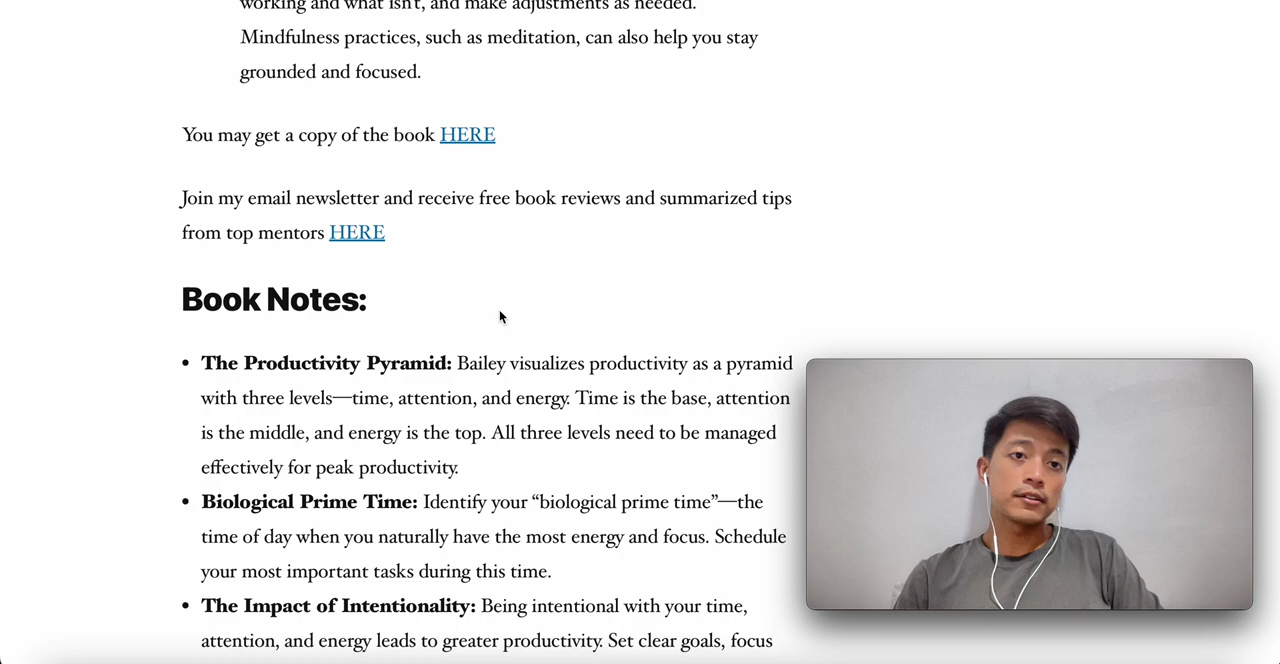 working and what isn't, and make adjustments as needed.
Mindfulness practices, such as meditation, can also help you stay
grounded and focused.
You may get a copy of the book HERE
Join my email newsletter and receive free book reviews and summarized tips
from top mentors HERE
Book Notes:
• The Productivity Pyramid: Bailey visualizes productivity as a pyramid
with three levels—time, attention, and energy. Time is the base, attention
is the middle, and energy is the top. All three levels need to be managed
effectively for peak productivity.
• Biological Prime Time: Identify your “biological prime time”—the
time of day when you naturally have the most energy and focus. Schedule
your most important tasks during this time.
• The Impact of Intentionality: Being intentional with your time,
attention, and energy leads to greater productivity. Set clear goals, focus